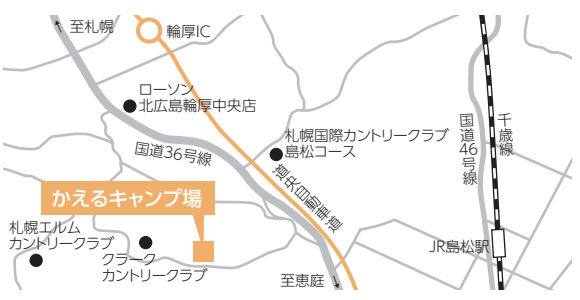 至札幌
輪厚IC
ローソン
北広島輪厚中央店
国道36号線
札幌国際カントリークラブ
島松コース
国道46号線
千歳線
道央自動車道
かえるキャンプ場
札幌エルム
カントリークラブ
クラーク
カントリークラブ
JR島松駅
至恵庭